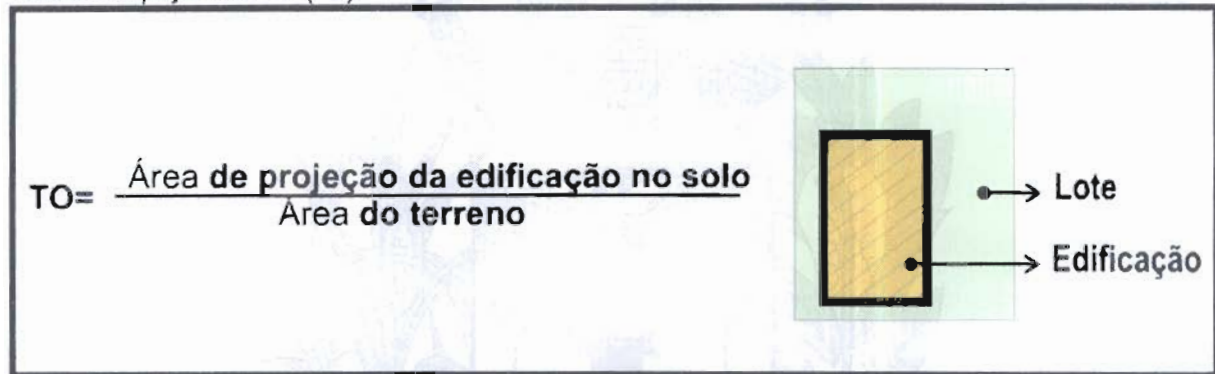 TO= Área de projeção da edificação no solo
Área do terreno
Lote
Edificação